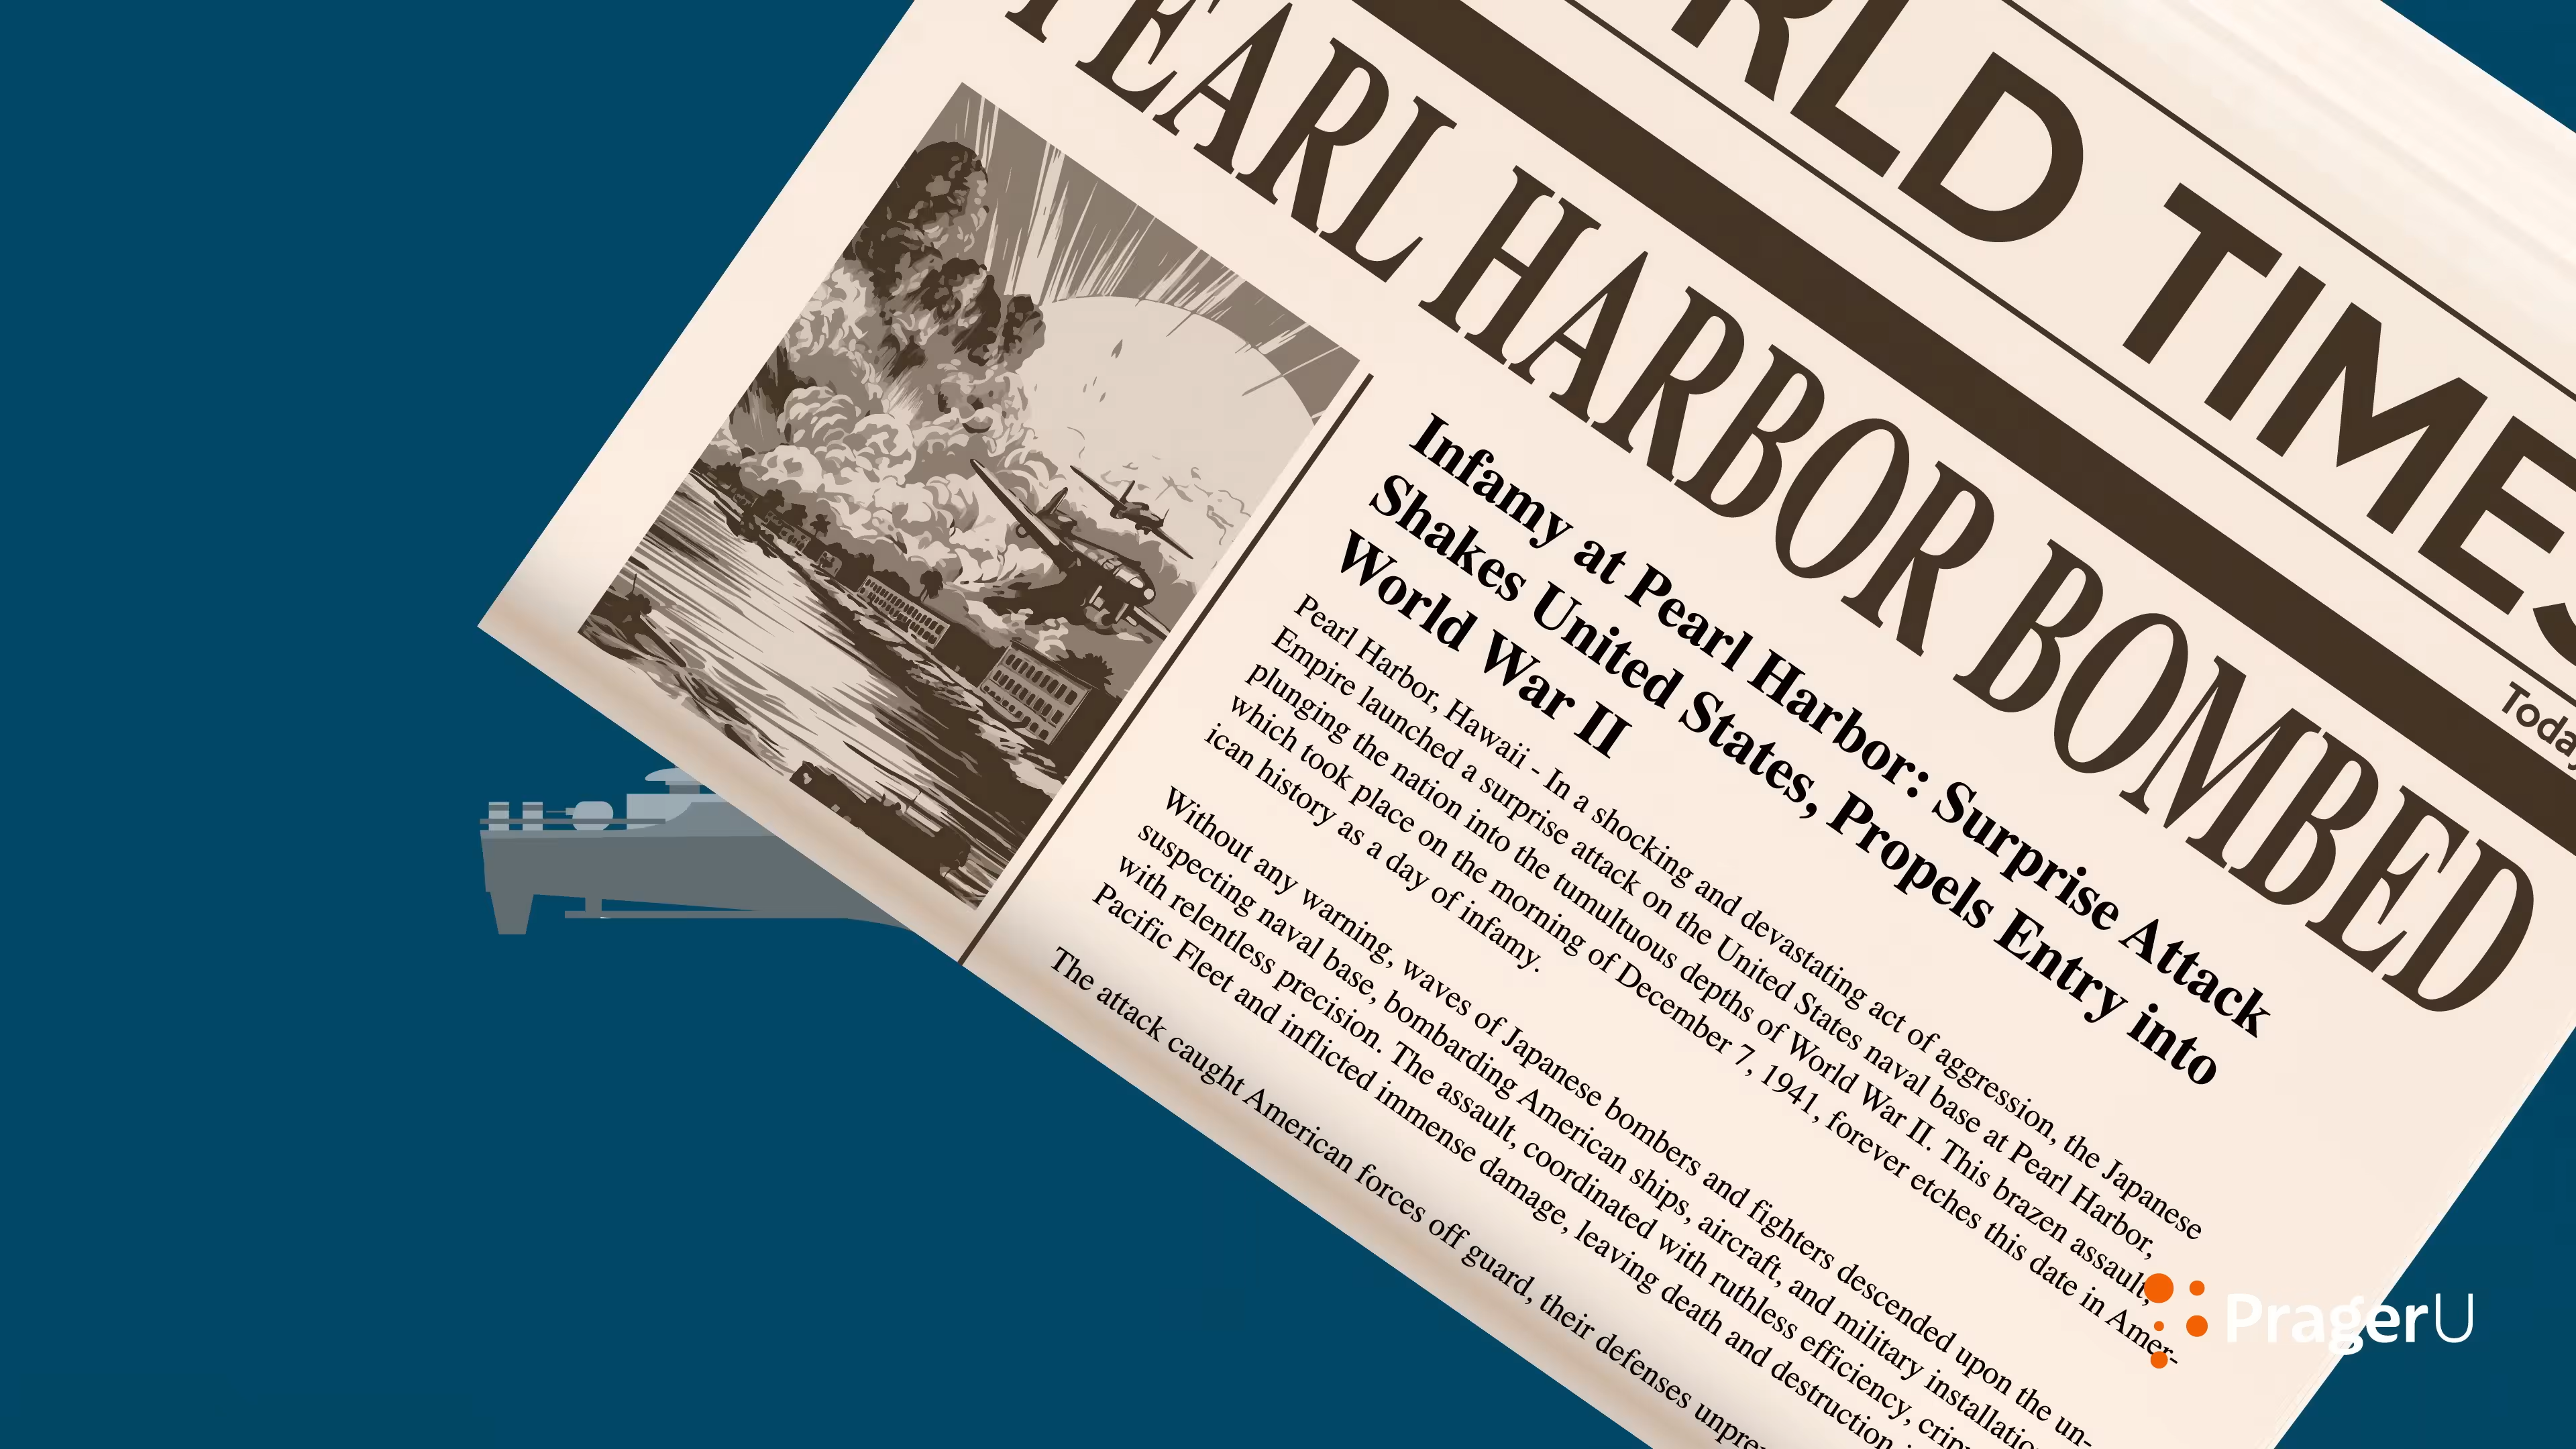 RLD TIMES
Today
PEARL HARBOR BOMBED
Infamy at Pearl Harbor: Surprise Attack
Shakes United States, Propels Entry into
World War II
Pearl Harbor, Hawaii - In a shocking and devastating act of aggression, the Japanese
Empire launched a surprise attack on the United States naval base at Pearl Harbor,
plunging the nation into the tumultuous depths of World War II. This brazen assault,
which took place on the morning of December 7, 1941, forever etches this date in Amer-
ican history as a day of infamy.
Without any warning, waves of Japanese bombers and fighters descended upon the un-
suspecting naval base, bombarding American ships, aircraft, and military installatio
with relentless precision. The assault, coordinated with ruthless efficiency, crip
Pacific Fleet and inflicted immense damage, leaving death and destruction
The attack caught American forces off guard, their defenses unpre
PragerU